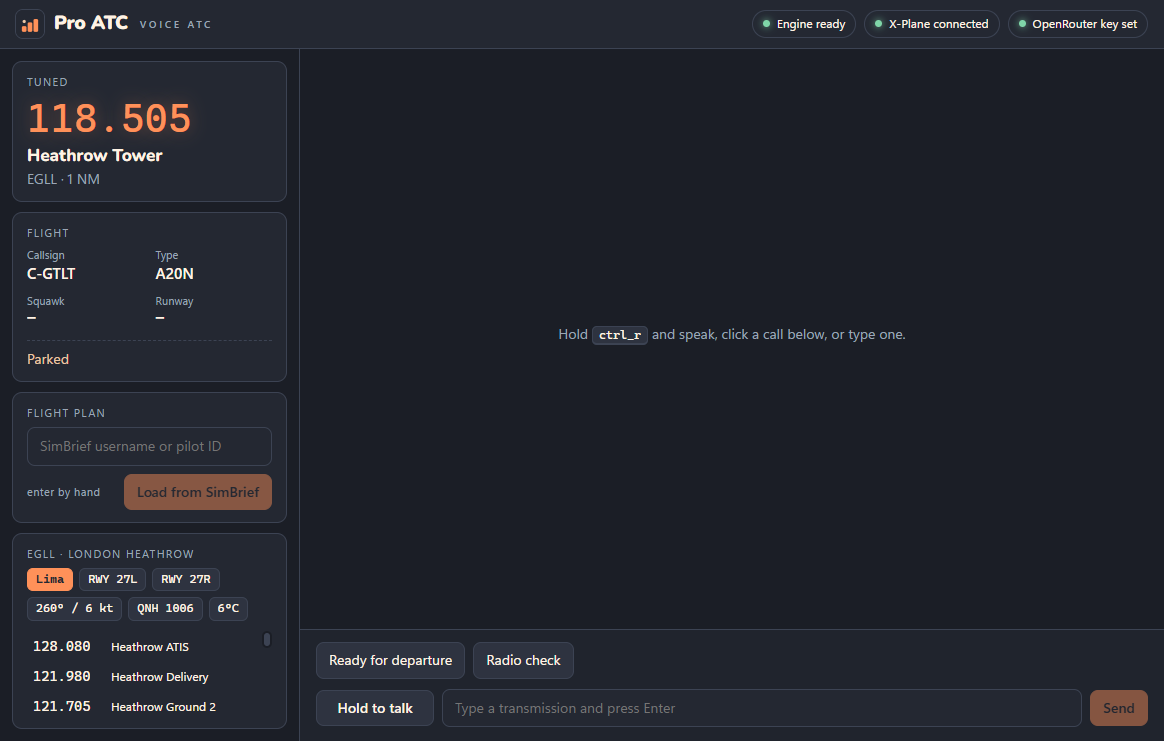 Pro ATC VOICE ATC
Engine ready
X-Plane connected
OpenRouter key set
TUNED
118.505
Heathrow Tower
EGLL · 1 NM
FLIGHT
Callsign Type
C-GTLT A20N
Squawk Runway
– –
Parked
FLIGHT PLAN
SimBrief username or pilot ID
enter by hand Load from SimBrief
EGLL · LONDON HEATHROW
Lima RWY 27L RWY 27R
260° / 6 kt QNH 1006 6°C
128.080 Heathrow ATIS
121.980 Heathrow Delivery
121.705 Heathrow Ground 2
Hold ctrl_r and speak, click a call below, or type one.
Ready for departure Radio check
Hold to talk Type a transmission and press Enter Send